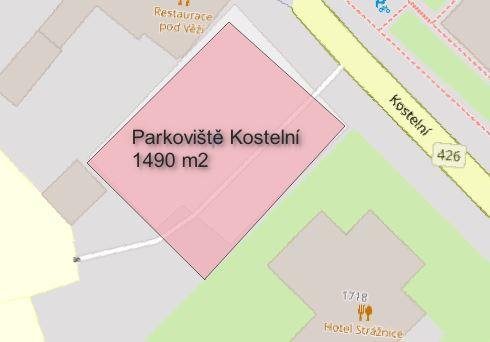 Restaurace
pod Věží
Parkoviště Kostelní
1490 m2
Kostelní
426
1718
Hotel Strážnice